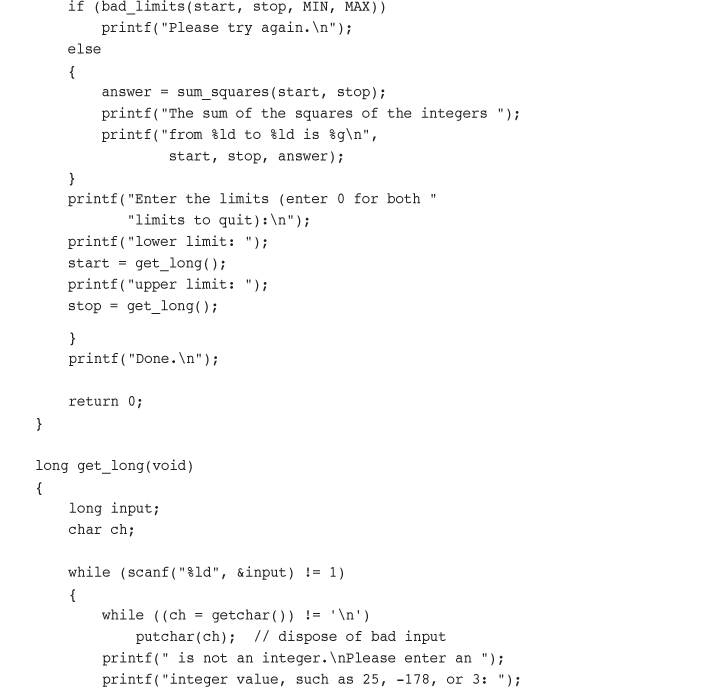 if (bad_limits(start, stop, MIN, MAX))
printf("Please try again.\n");
else
{
answer = sum_squares(start, stop);
printf("The sum of the squares of the integers ");
printf("from %ld to %ld is %g\n",
start, stop, answer);
}
printf("Enter the limits (enter 0 for both "
"limits to quit):\n");
printf("lower limit: ");
start = get_long();
printf("upper limit: ");
stop = get_long();
}
printf("Done.\n");
return 0;
}
long get_long(void)
{
long input;
char ch;
while (scanf("%ld", &input) != 1)
{
while ((ch = getchar()) != '\n')
putchar(ch);  // dispose of bad input
printf(" is not an integer.\nPlease enter an ");
printf("integer value, such as 25, -178, or 3: ");